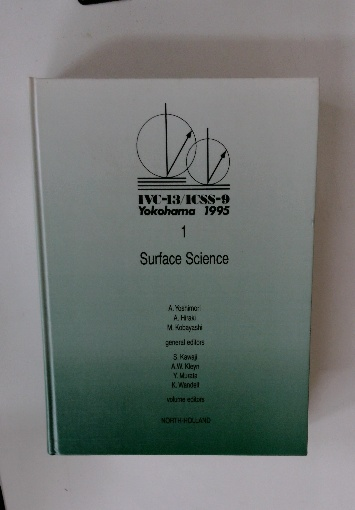 IVC-13/ICSS-9
Yokohama 1995
1
Surface Science
A. Yoshimori
A. Hiraki
M. Kobayashi
general editors
S. Kawaji
A.W. Kleyn
Y. Murata
K. Wandelt
volume editors
NORTH-HOLLAND